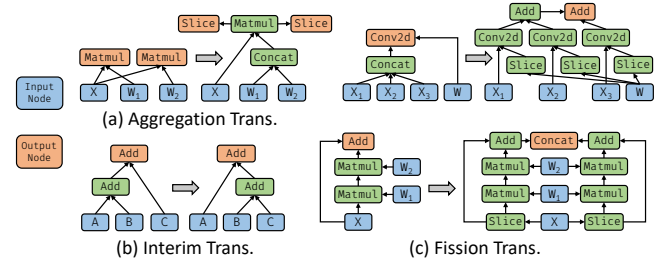 Input
Node
Output
Node
Slice Matmul Slice
Matmul Matmul Concat
X W1 W2 X W1 W2
(a) Aggregation Trans.
Add Add
Add Add
A B C A B C
(b) Interim Trans.
Conv2d Add Add
Conv2d Conv2d Conv2d
Concat Slice Slice Slice
X1 X2 X3 W X1 X2 X3 W
Add Add Concat Add
Matmul W2 Matmul W2 Matmul
Matmul W1 Matmul W1 Matmul
X Slice X Slice
(c) Fission Trans.